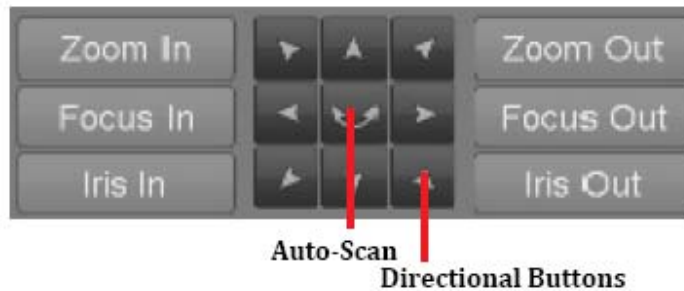 Zoom In
Zoom Out
Focus In
Focus Out
Iris In
Iris Out
Auto-Scan
Directional Buttons